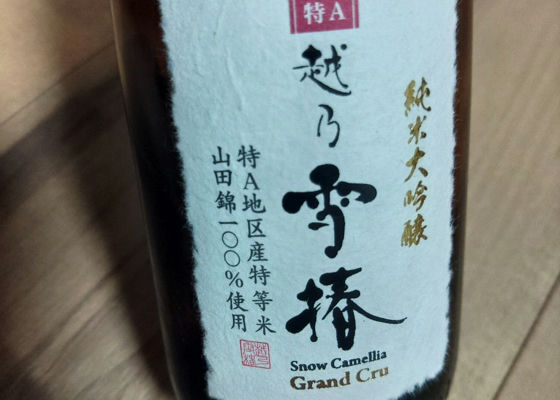 特A
純米大吟醸
越乃
雪椿
特A地区産特等米
山田錦一〇〇%使用
Snow Camellia
Grand Cru